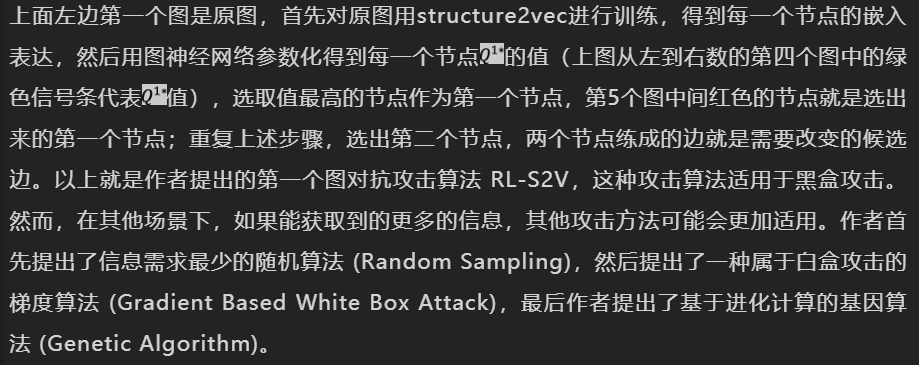 上面左边第一个图是原图，首先对原图用structure2vec进行训练，得到每一个节点的嵌入
表达，然后用图神经网络参数化得到每一个节点Q¹*的值（上图从左到右数的第四个图中的绿
色信号条代表Q¹*值），选取值最高的节点作为第一个节点，第5个图中间红色的节点就是选出
来的第一个节点；重复上述步骤，选出第二个节点，两个节点练成的边就是需要改变的候选
边。以上就是作者提出的第一个图对抗攻击算法 RL-S2V，这种攻击算法适用于黑盒攻击。
然而，在其他场景下，如果能获取到的更多的信息，其他攻击方法可能会更加适用。作者首
先提出了信息需求最少的随机算法 (Random Sampling)，然后提出了一种属于白盒攻击的
梯度算法 (Gradient Based White Box Attack)，最后作者提出了基于进化计算的基因算
法 (Genetic Algorithm)。